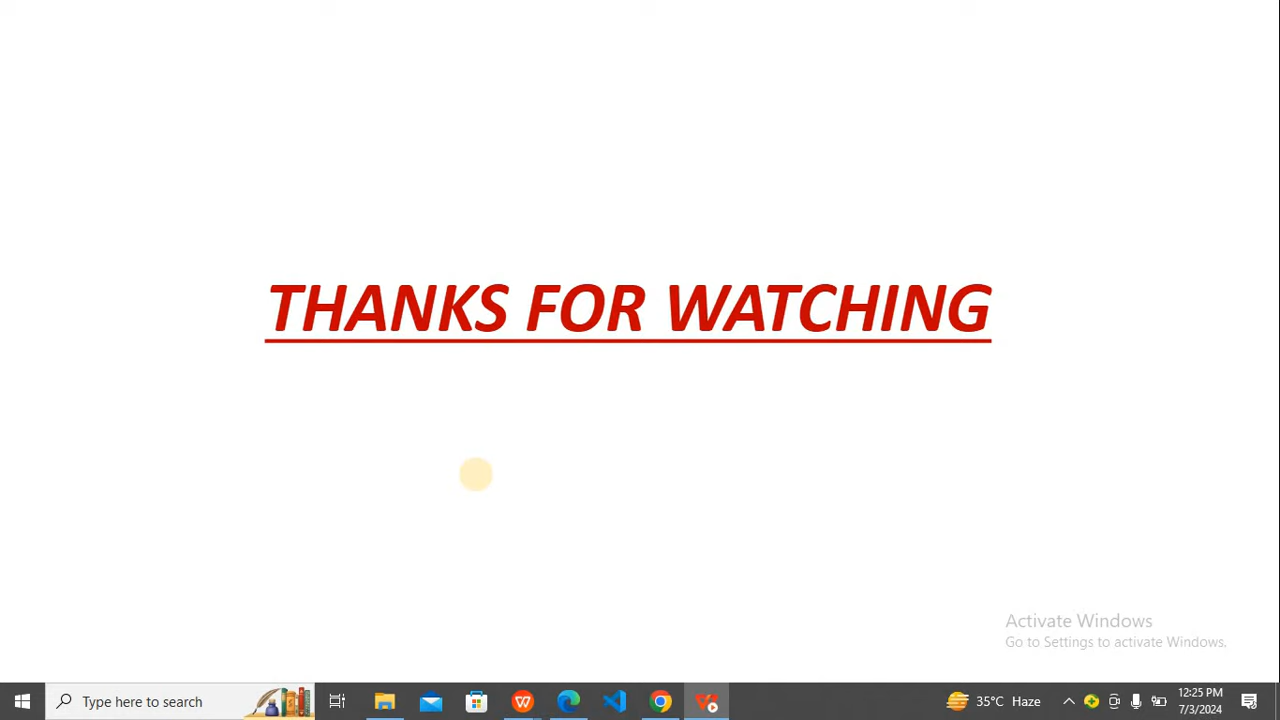 THANKS FOR WATCHING
Activate Windows
Go to Settings to activate Windows.
Type here to search
35°C Haze
12:25 PM
7/3/2024